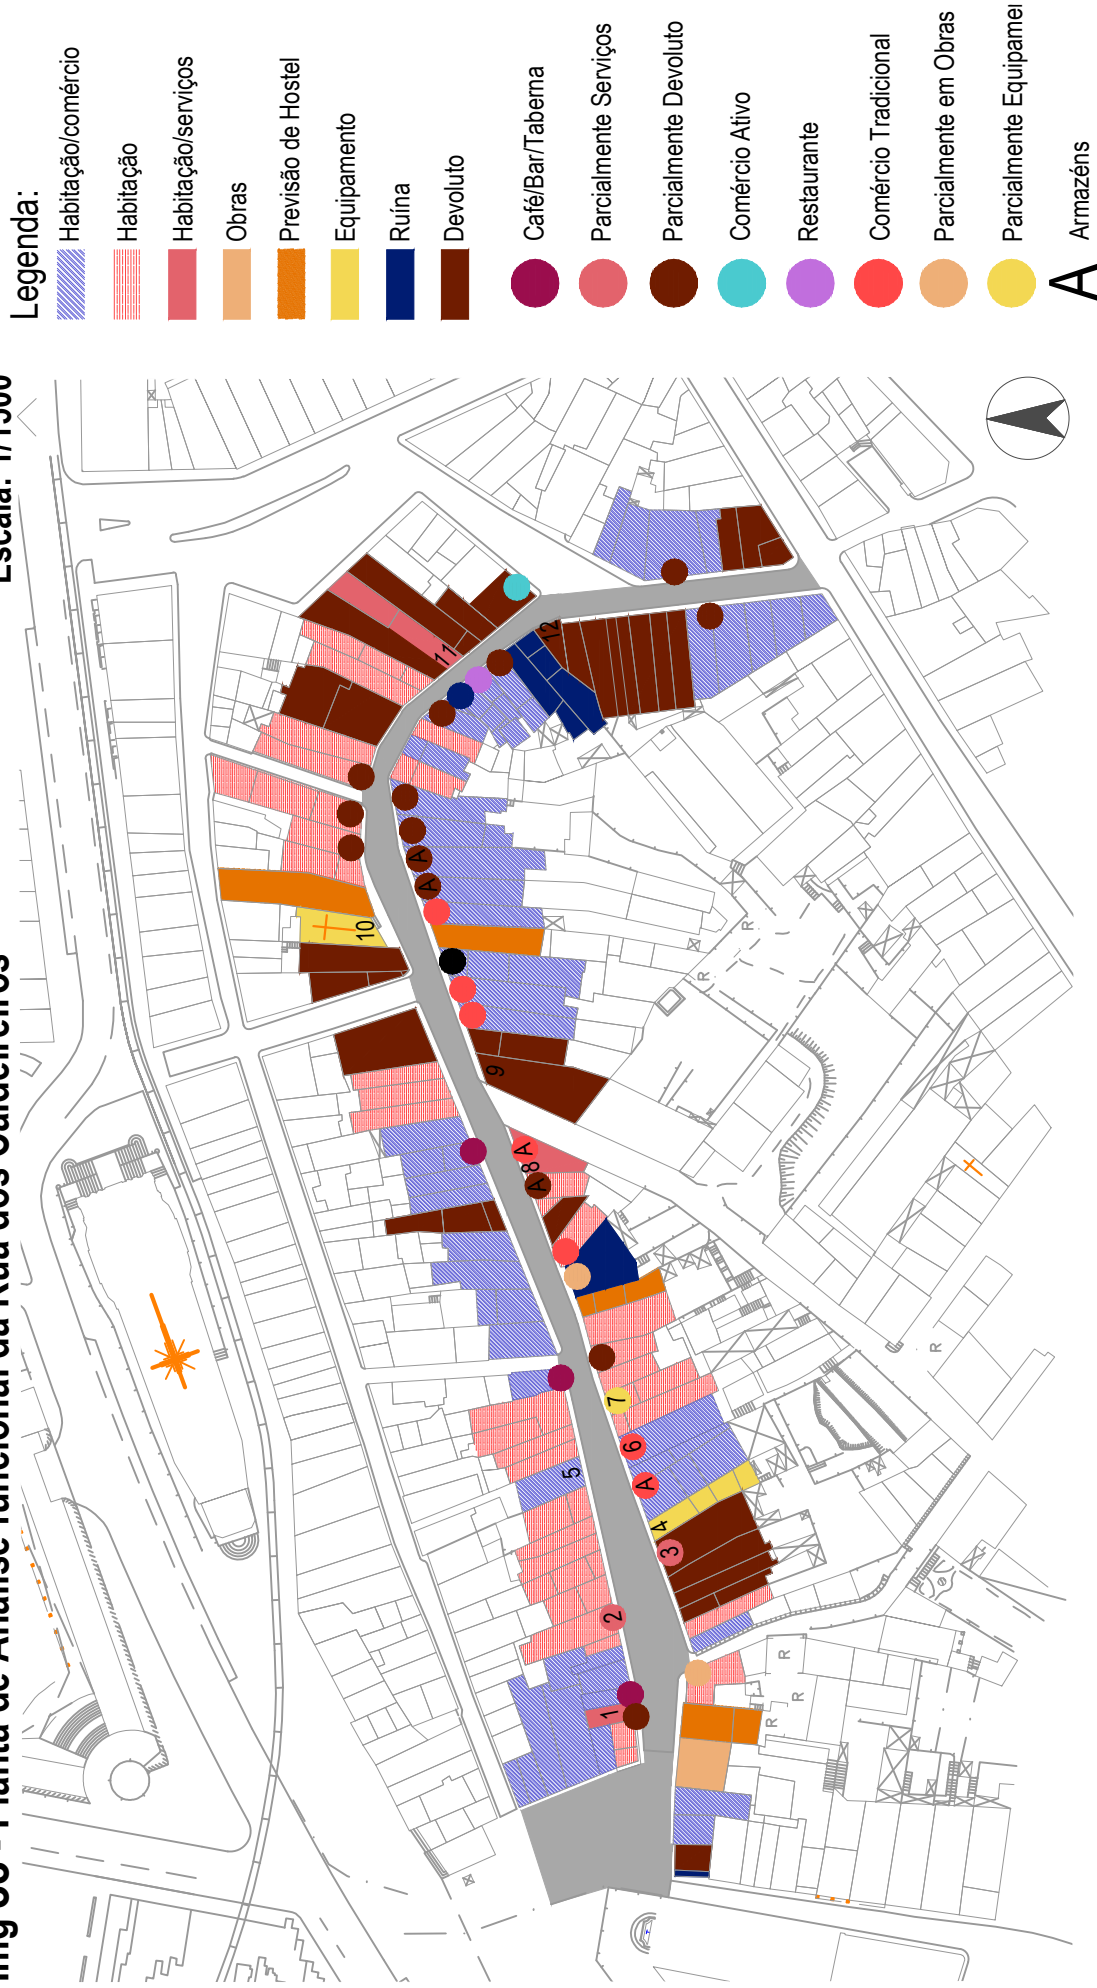 Planta de Análise funcional da Rua dos Caldeireiros
Escala: 1/1500
Legenda:
Habitação/comércio
Habitação
Habitação/serviços
Obras
Previsão de Hostel
Equipamento
Ruína
Devoluto
Café/Bar/Taberna
Parcialmente Serviços
Parcialmente Devoluto
Comércio Ativo
Restaurante
Comércio Tradicional
Parcialmente em Obras
Parcialmente Equipame
A Armazéns
1
2
3
4
5
6
7
8
9
10
11
12
A
A
A
A
A
R
R
R
R
R
R